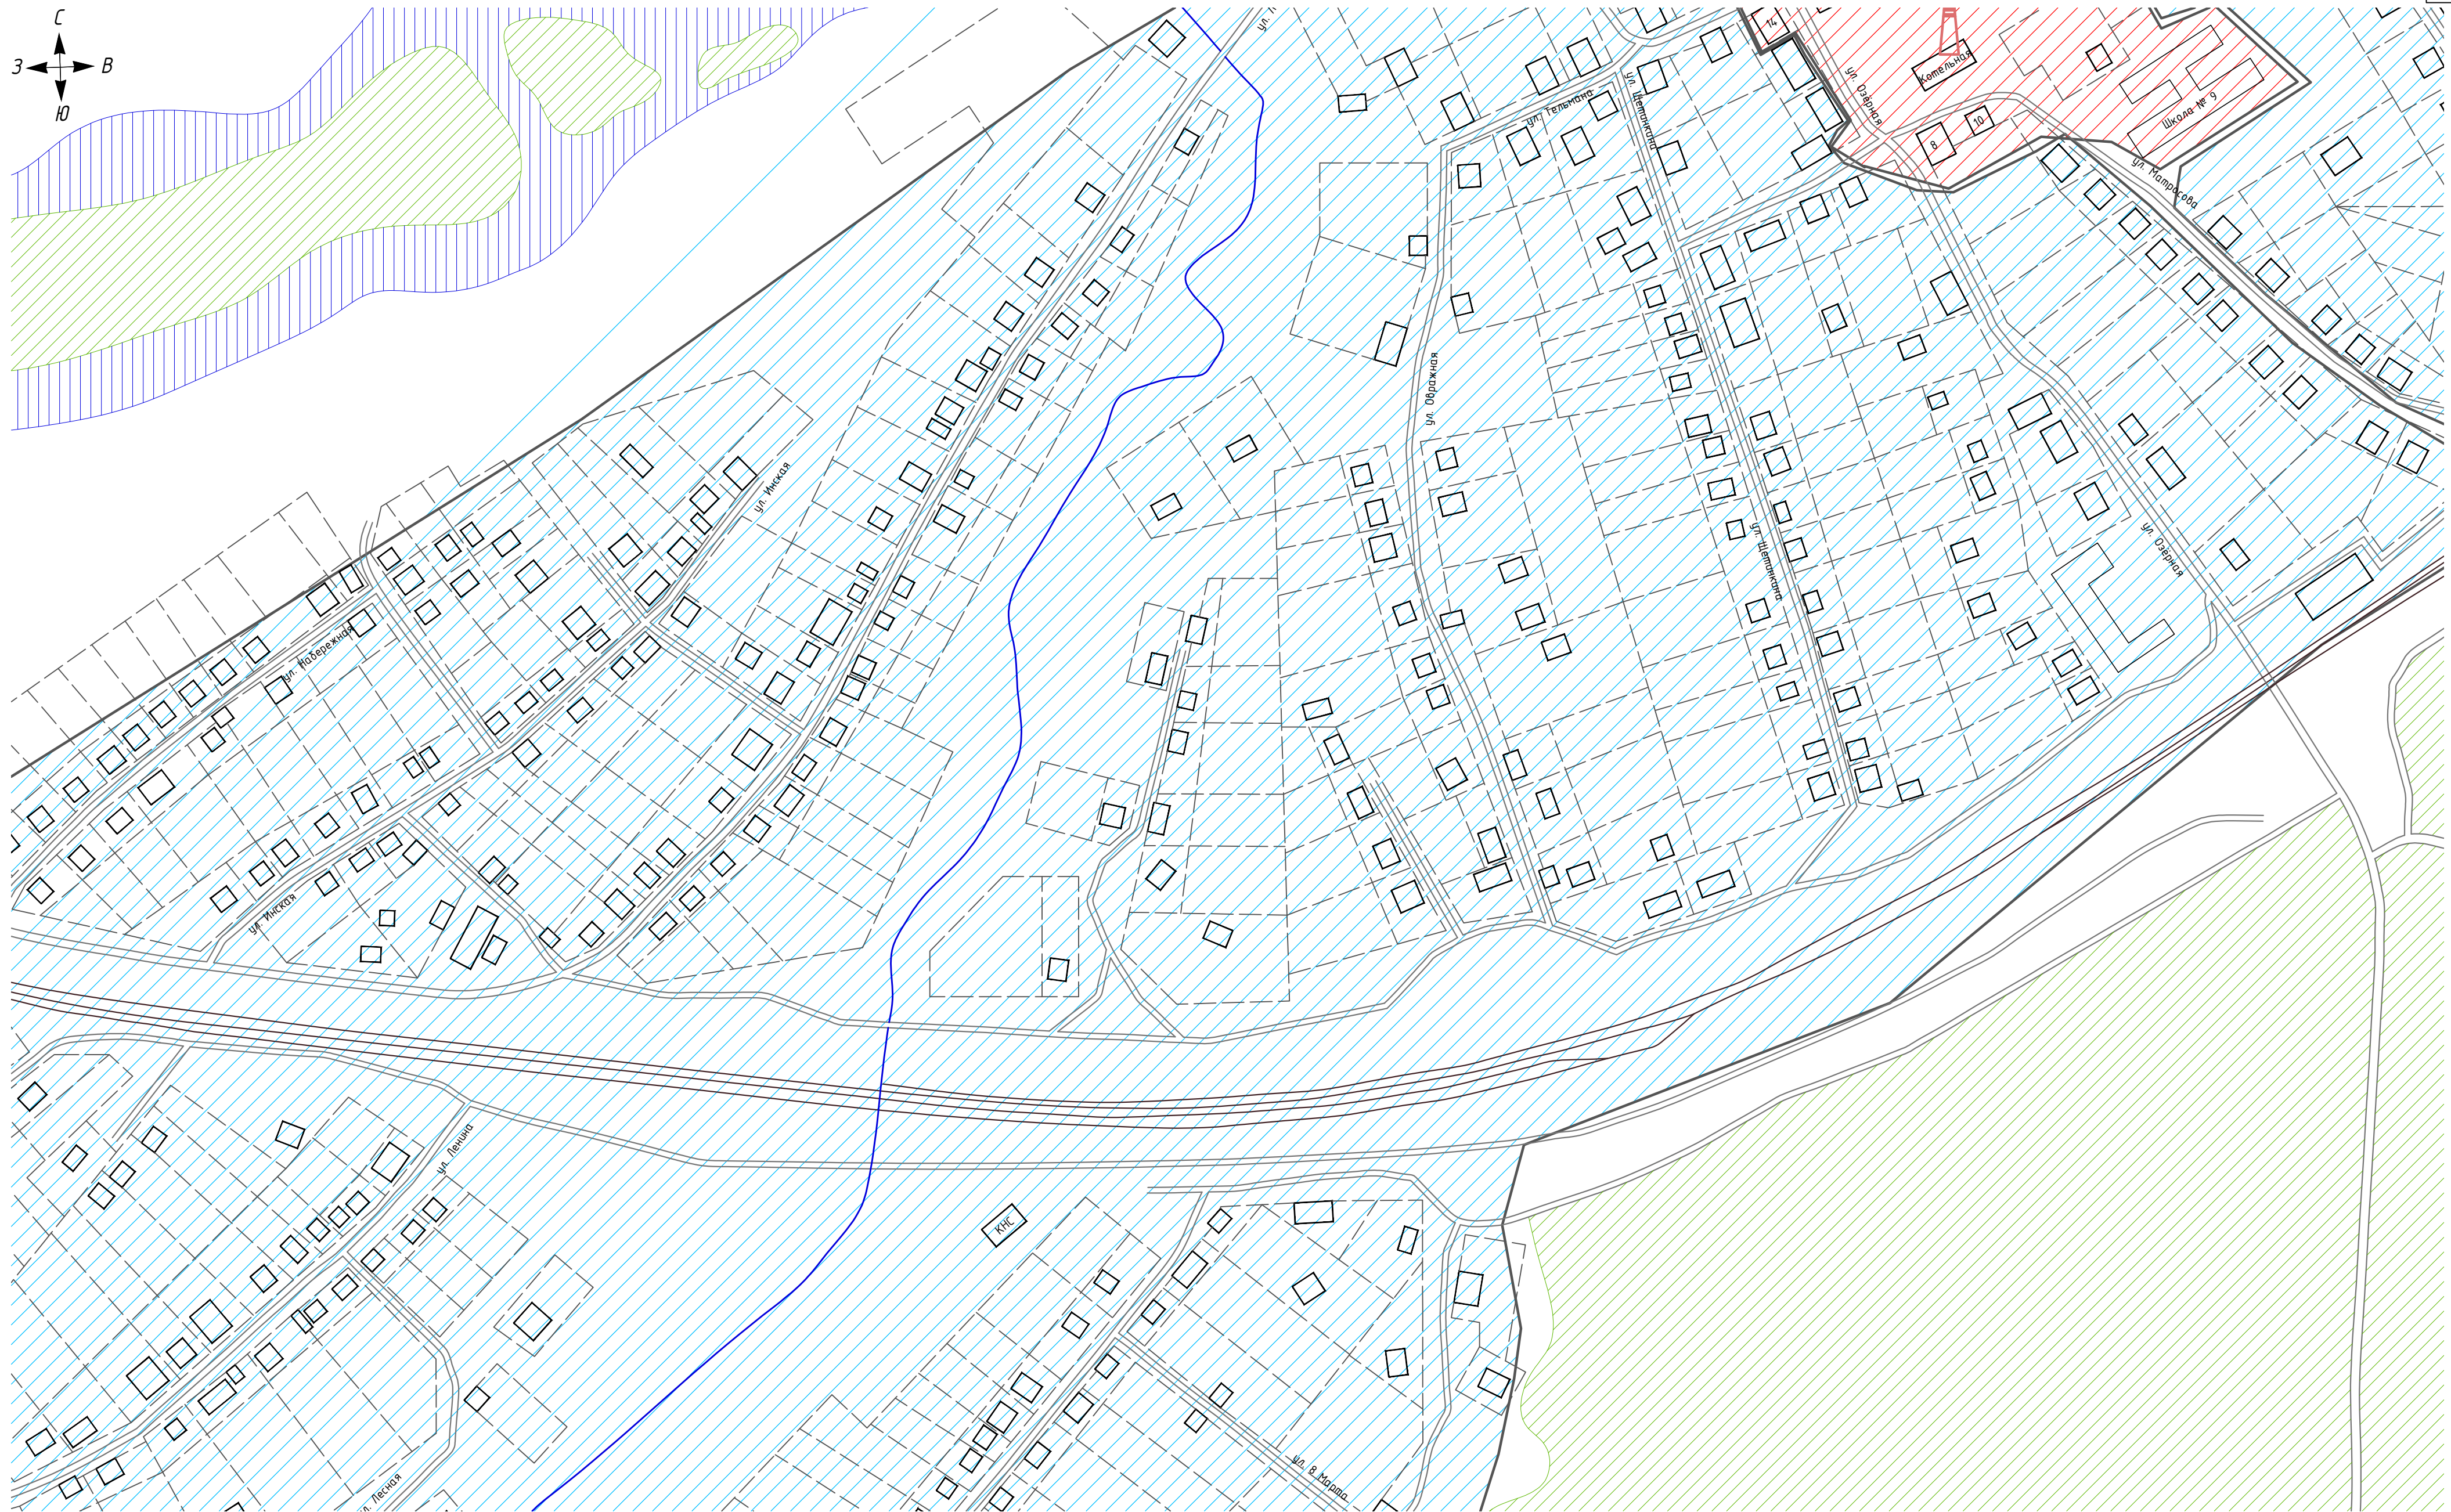 С
З
В
Ю
14
ул. Озерная
Котельная
Школа № 9
ул. Тельмана
ул. Щетинкина
10
8
ул. Матросова
ул. Овражная
ул. Инская
ул. Щетинкина
ул. Озерная
ул. Набережная
ул. Инская
ул. Ленина
КНС
ул. 8 Марта
ул. Лесная